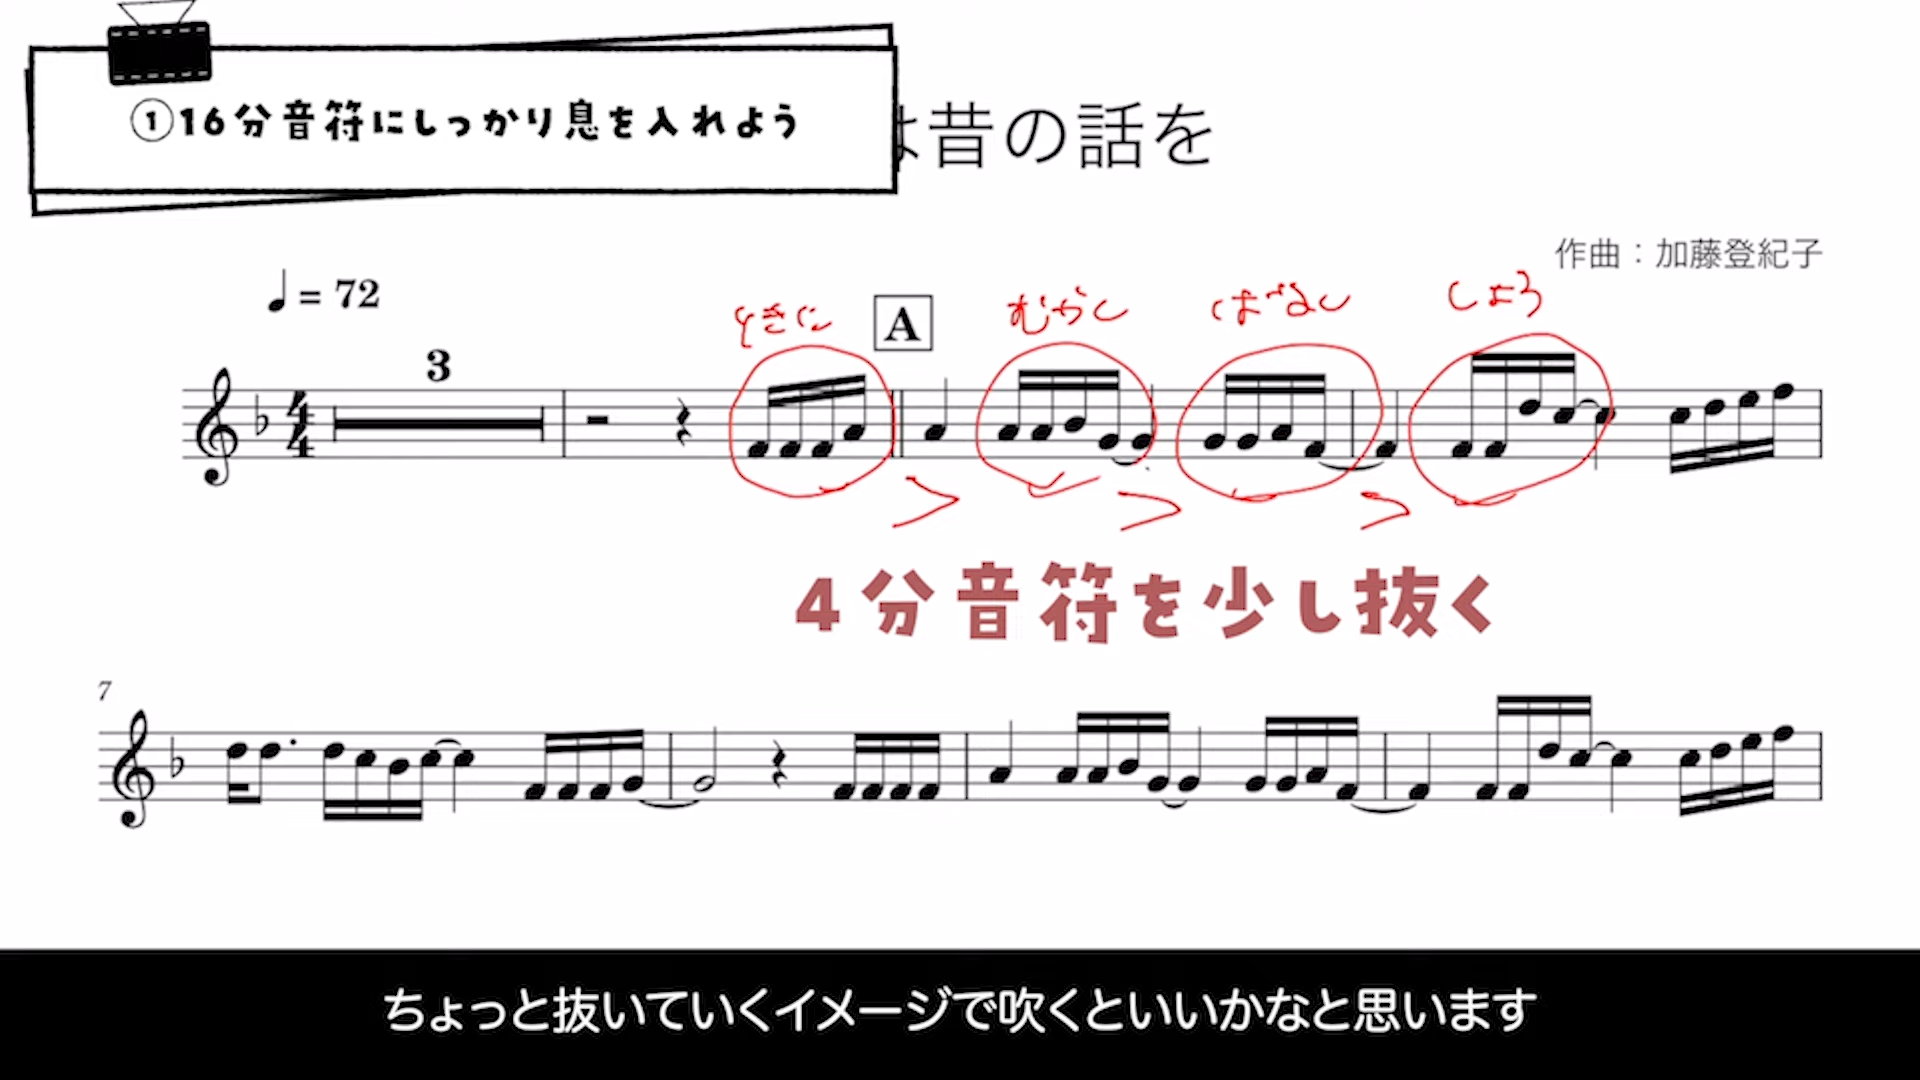 ①16分音符にしっかり息を入れよう
は昔の話を
作曲：加藤登紀子
= 72
ときに
A
むかし
ばなし
しよう
3
4
4
4分音符を少し抜く
7
ちょっと抜いていくイメージで吹くといいかなと思います